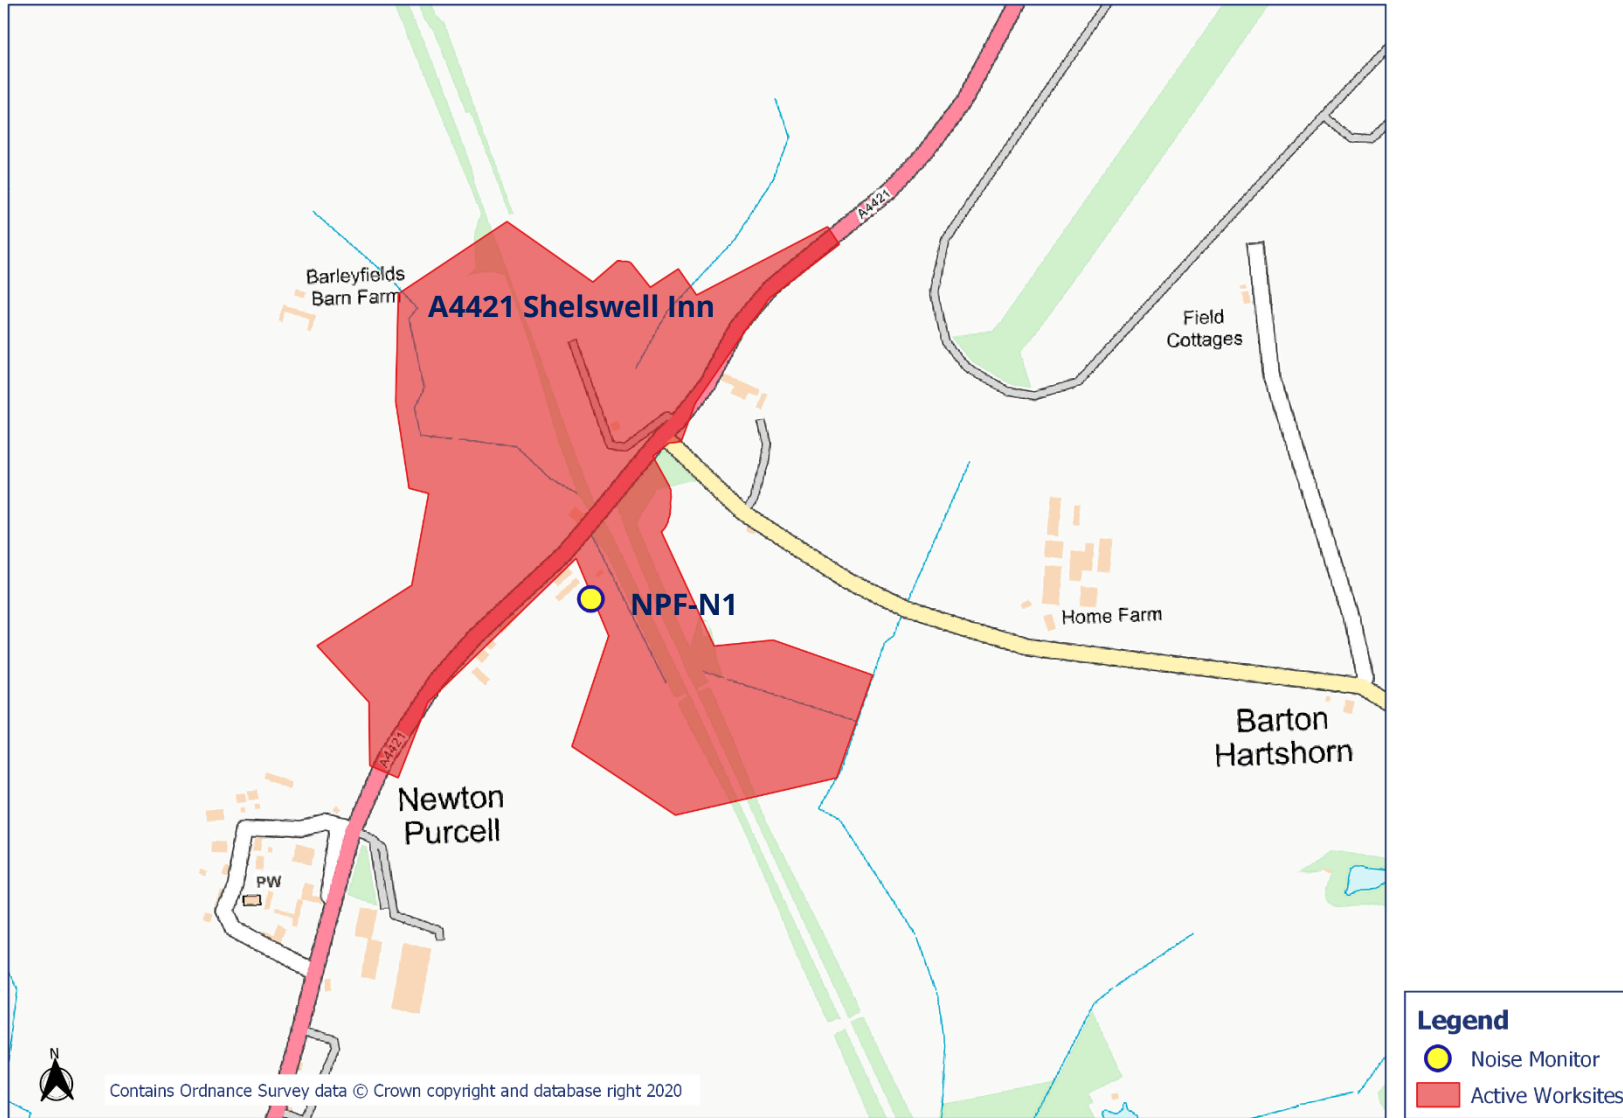 A4421
Barleyfields
Barn Farm
A4421 Shelswell Inn
Field
Cottages
NPF-N1
Home Farm
Barton
Hartshorn
A4421
Newton
Purcell
PW
N
Contains Ordnance Survey data © Crown copyright and database right 2020
Legend
Noise Monitor
Active Worksites